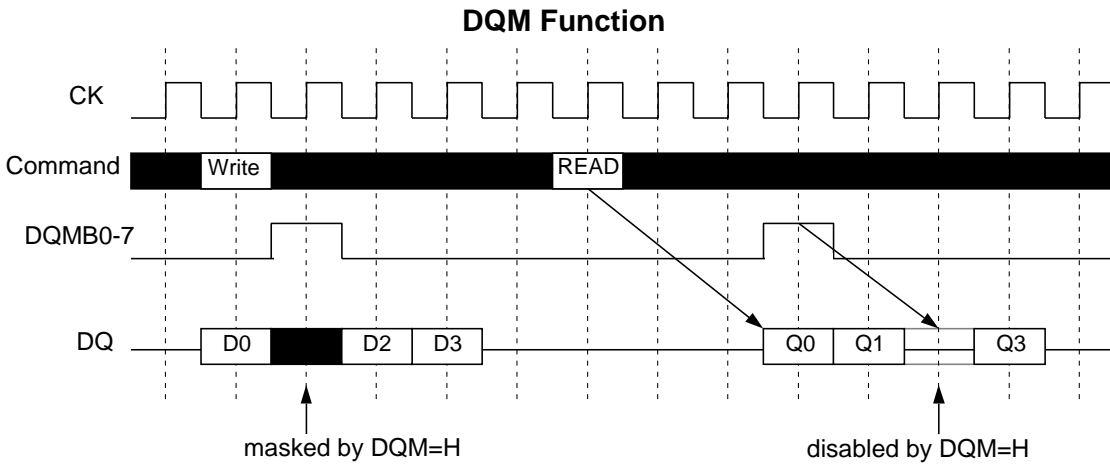 DQM Function
CK
Command
Write
READ
DQMB0-7
DQ
D0
D2
D3
Q0
Q1
Q3
masked by DQM=H
disabled by DQM=H